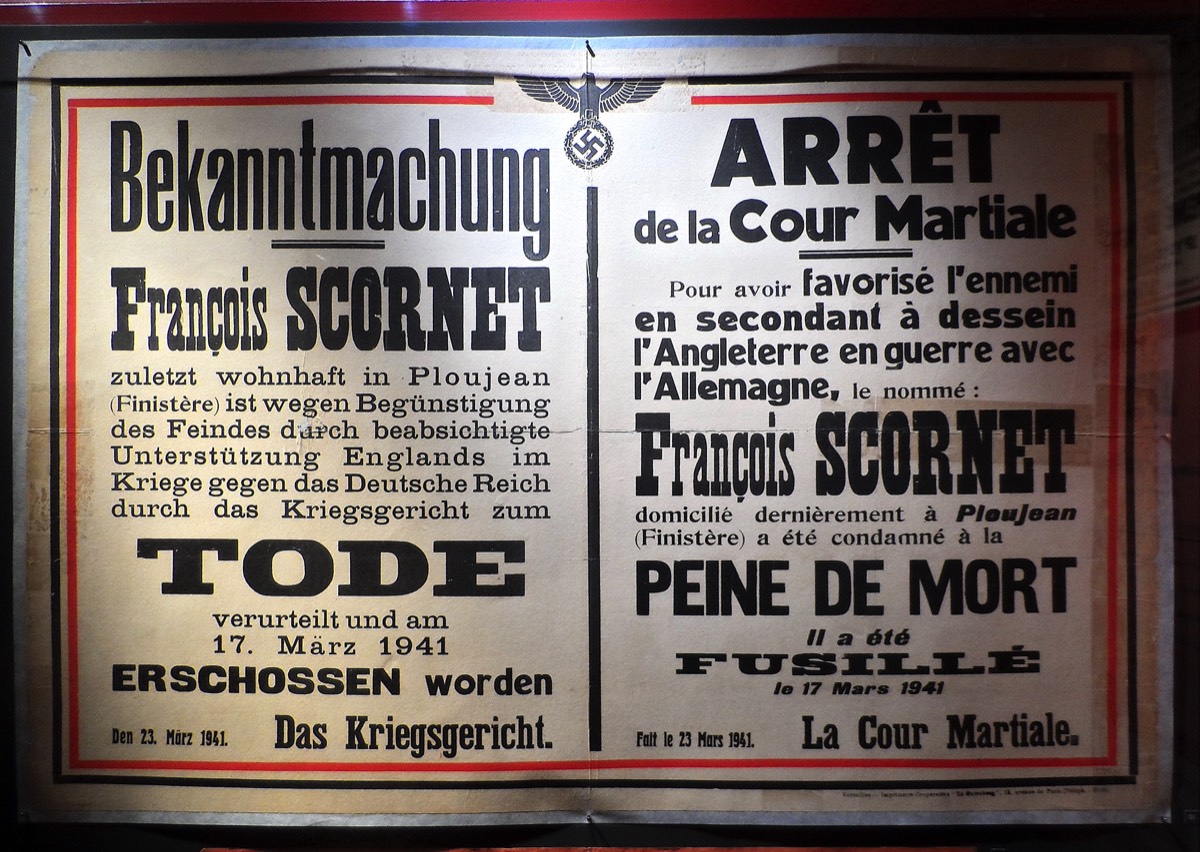 Bekanntmachung
François SCORNET
zuletzt wohnhaft in Ploujean
(Finistère) ist wegen Begünstigung
des Feindes durch beabsichtigte
Unterstützung Englands im
Kriege gegen das Deutsche Reich
durch das Kriegsgericht zum
TODE
verurteilt und am
17. März 1941
ERSCHOSSEN worden
Den 23. März 1941. Das Kriegsgericht.
ARRÊT
de la Cour Martiale
Pour avoir favorisé l'ennemi
en secondant à dessein
l'Angleterre en guerre avec
l'Allemagne, le nommé :
François SCORNET
domicilié dernièrement à Ploujean
(Finistère) a été condamné à la
PEINE DE MORT
Il a été
FUSILLÉ
le 17 Mars 1941
Fait le 23 Mars 1941. La Cour Martiale.